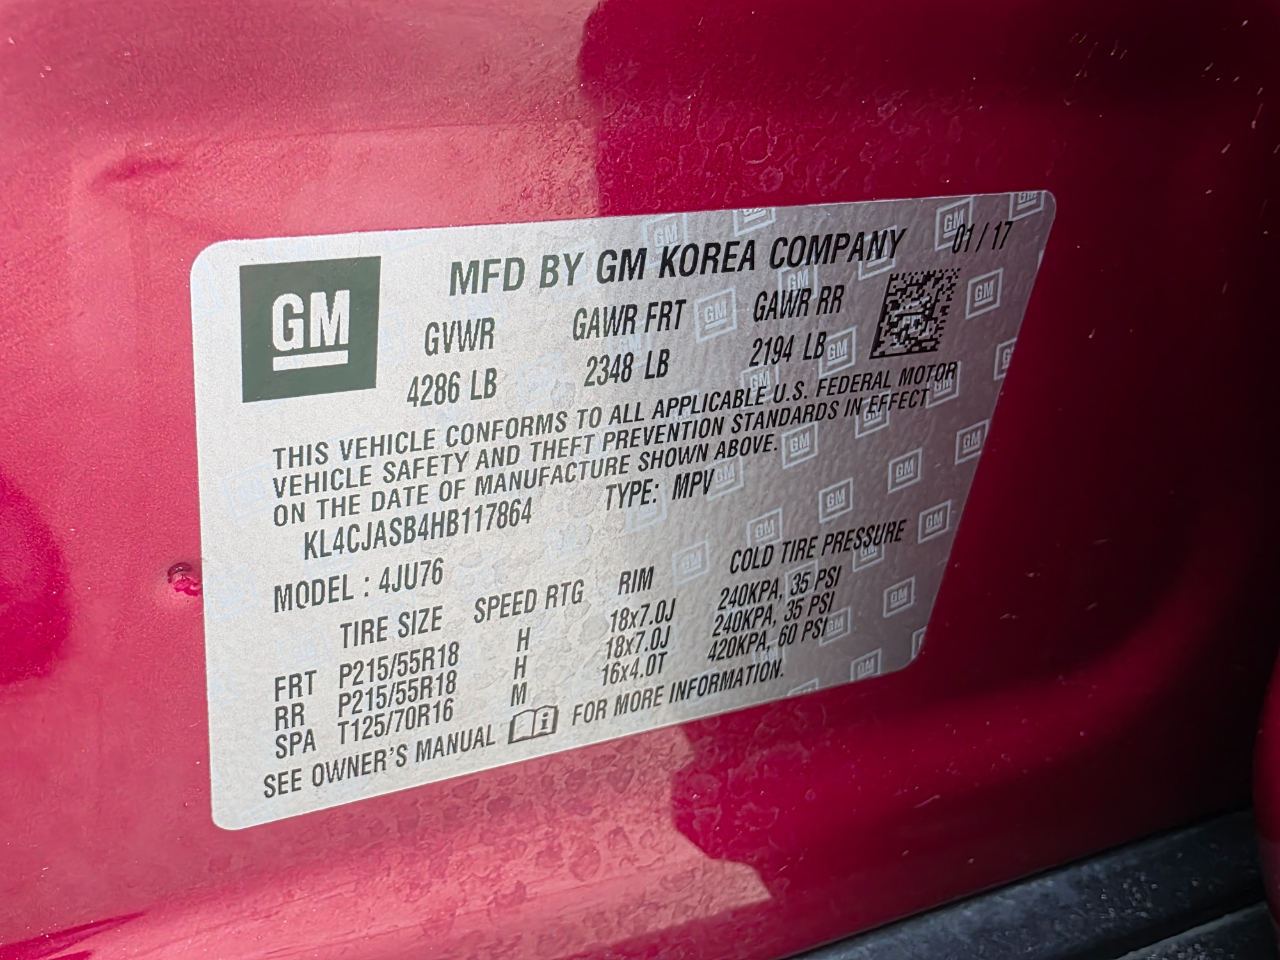 GM
MFD BY GM KOREA COMPANY 01 / 17
GVWR GAWR FRT GAWR RR
4286 LB 2348 LB 2194 LB
THIS VEHICLE CONFORMS TO ALL APPLICABLE U.S. FEDERAL MOTOR
VEHICLE SAFETY AND THEFT PREVENTION STANDARDS IN EFFECT
ON THE DATE OF MANUFACTURE SHOWN ABOVE.
KL4CJASB4HB117864 TYPE: MPV
MODEL : 4JU76
TIRE SIZE SPEED RTG RIM COLD TIRE PRESSURE
FRT P215/55R18 H 18x7.0J 240KPA, 35 PSI
RR P215/55R18 H 18x7.0J 240KPA, 35 PSI
SPA T125/70R16 M 16x4.0T 420KPA, 60 PSI
SEE OWNER'S MANUAL i FOR MORE INFORMATION.